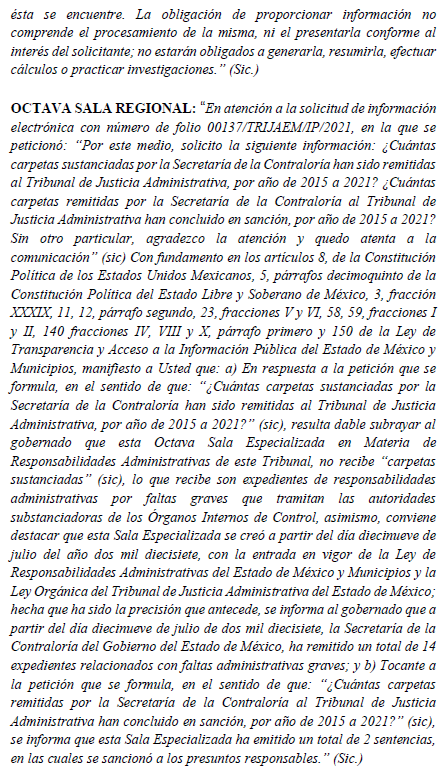 ésta se encuentre. La obligación de proporcionar información no
comprende el procesamiento de la misma, ni el presentarla conforme al
interés del solicitante; no estarán obligados a generarla, resumirla, efectuar
cálculos o practicar investigaciones.” (Sic.)
OCTAVA SALA REGIONAL: “En atención a la solicitud de información
electrónica con número de folio 00137/TRIJAEM/IP/2021, en la que se
peticionó: “Por este medio, solicito la siguiente información: ¿Cuántas
carpetas sustanciadas por la Secretaría de la Contraloría han sido remitidas
al Tribunal de Justicia Administrativa, por año de 2015 a 2021? ¿Cuántas
carpetas remitidas por la Secretaría de la Contraloría al Tribunal de
Justicia Administrativa han concluido en sanción, por año de 2015 a 2021?
Sin otro particular, agradezco la atención y quedo atenta a la
comunicación” (sic) Con fundamento en los artículos 8, de la Constitución
Política de los Estados Unidos Mexicanos, 5, párrafos decimoquinto de la
Constitución Política del Estado Libre y Soberano de México, 3, fracción
XXXIX, 11, 12, párrafo segundo, 23, fracciones V y VI, 58, 59, fracciones I
y II, 140 fracciones IV, VIII y X, párrafo primero y 150 de la Ley de
Transparencia y Acceso a la Información Pública del Estado de México y
Municipios, manifiesto a Usted que: a) En respuesta a la petición que se
formula, en el sentido de que: “¿Cuántas carpetas sustanciadas por la
Secretaría de la Contraloría han sido remitidas al Tribunal de Justicia
Administrativa, por año de 2015 a 2021?” (sic), resulta dable subrayar al
gobernado que esta Octava Sala Especializada en Materia de
Responsabilidades Administrativas de este Tribunal, no recibe “carpetas
sustanciadas” (sic), lo que recibe son expedientes de responsabilidades
administrativas por faltas graves que tramitan las autoridades
substanciadoras de los Órganos Internos de Control, asimismo, conviene
destacar que esta Sala Especializada se creó a partir del día diecinueve de
julio del año dos mil diecisiete, con la entrada en vigor de la Ley de
Responsabilidades Administrativas del Estado de México y Municipios y la
Ley Orgánica del Tribunal de Justicia Administrativa del Estado de México;
hecha que ha sido la precisión que antecede, se informa al gobernado que a
partir del día diecinueve de julio de dos mil diecisiete, la Secretaría de la
Contraloría del Gobierno del Estado de México, ha remitido un total de 14
expedientes relacionados con faltas administrativas graves; y b) Tocante a
la petición que se formula, en el sentido de que: “¿Cuántas carpetas
remitidas por la Secretaría de la Contraloría al Tribunal de Justicia
Administrativa han concluido en sanción, por año de 2015 a 2021?” (sic),
se informa que esta Sala Especializada ha emitido un total de 2 sentencias,
en las cuales se sancionó a los presuntos responsables.” (Sic.)